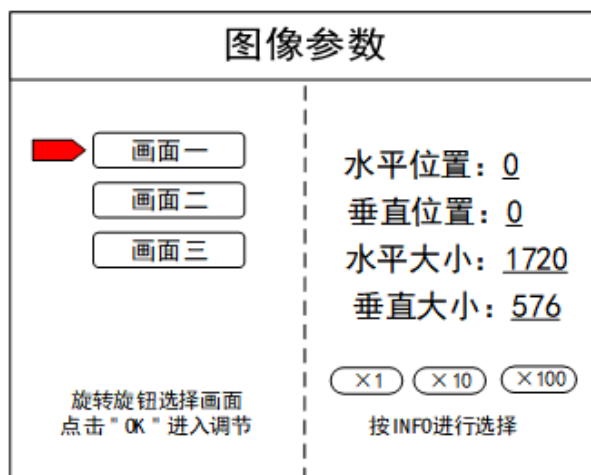 图像参数
画面一
画面二
画面三
旋转旋钮选择画面
点击"OK"进入调节
水平位置：0
垂直位置：0
水平大小：1720
垂直大小：576
×1 ×10 ×100
按INFO进行选择